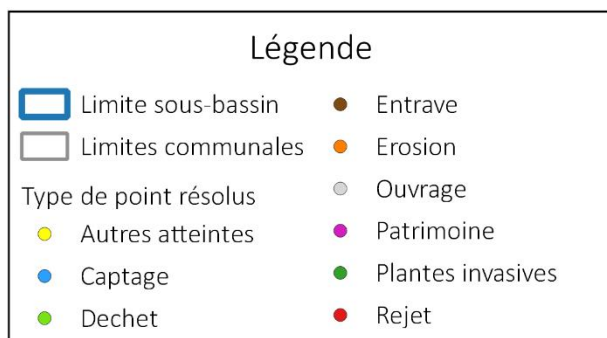 Légende
Limite sous-bassin
Limites communales
Type de point résolus
Autres atteintes
Captage
Dechet
Entrave
Erosion
Ouvrage
Patrimoine
Plantes invasives
Rejet